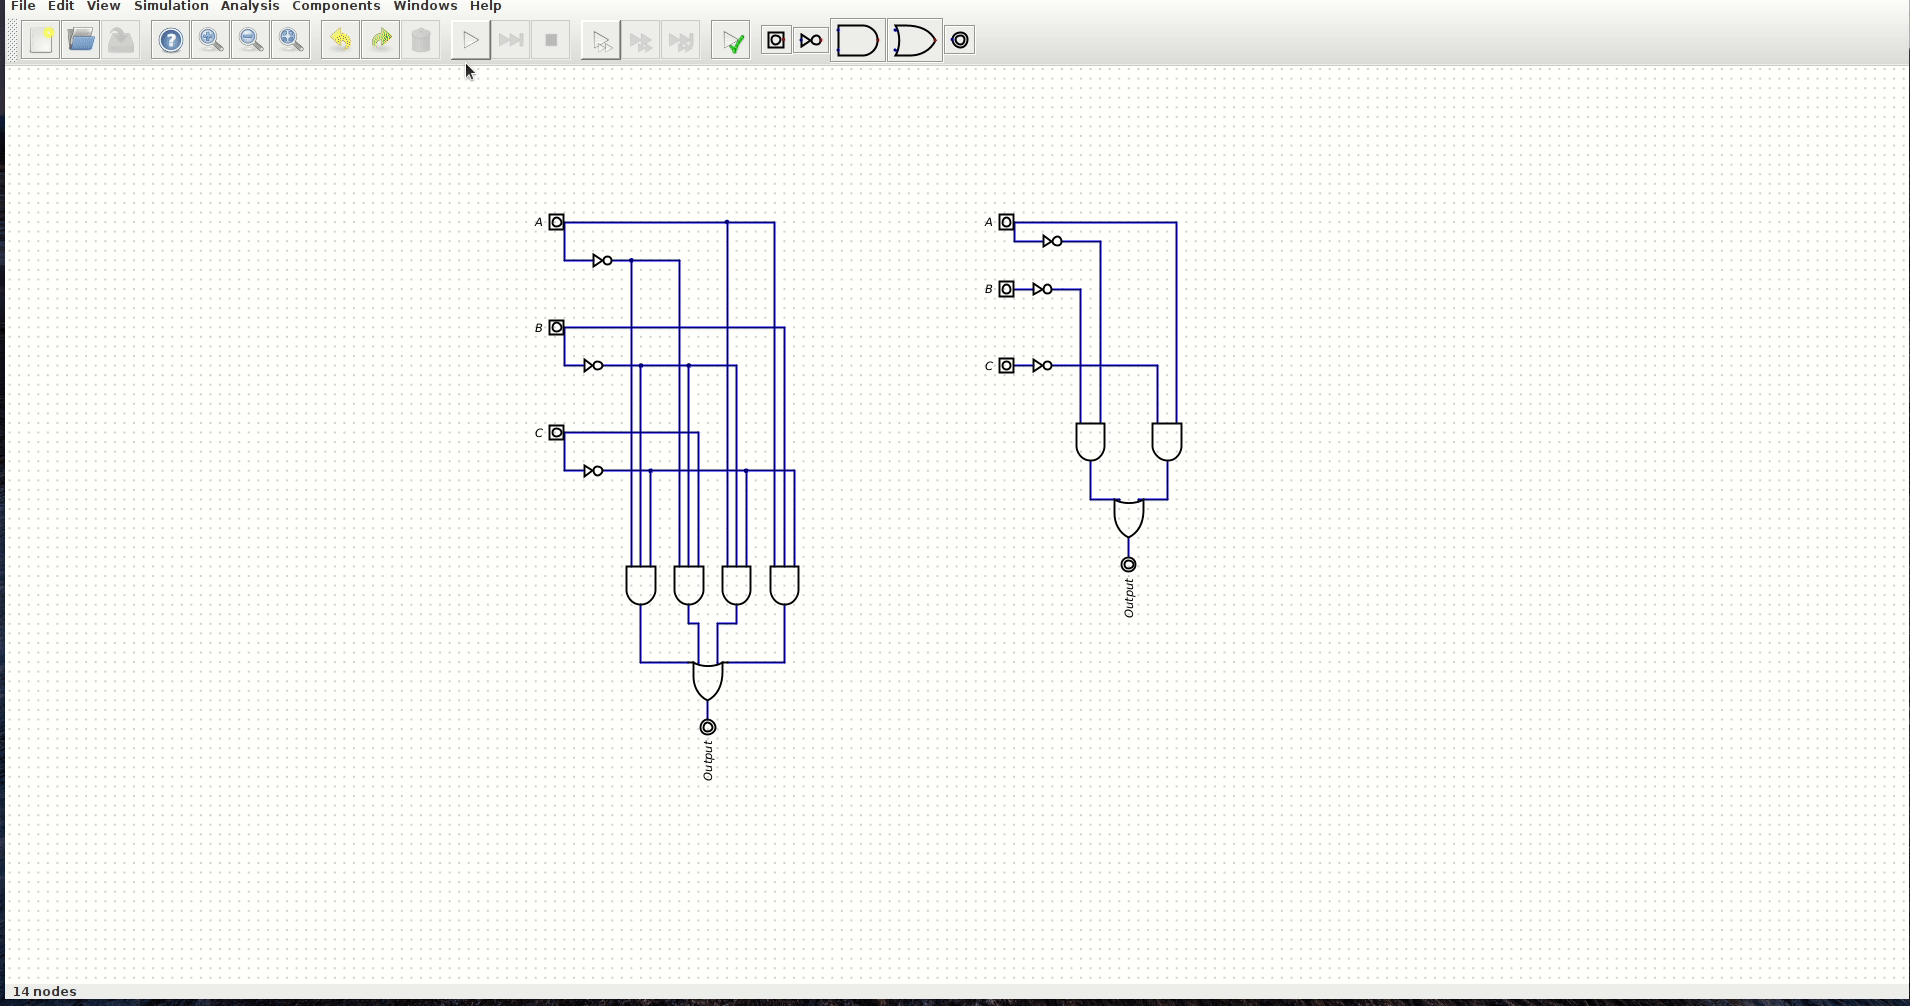 File Edit View Simulation Analysis Components Windows Help
?
A
B
C
Output
A
B
C
Output
14 nodes